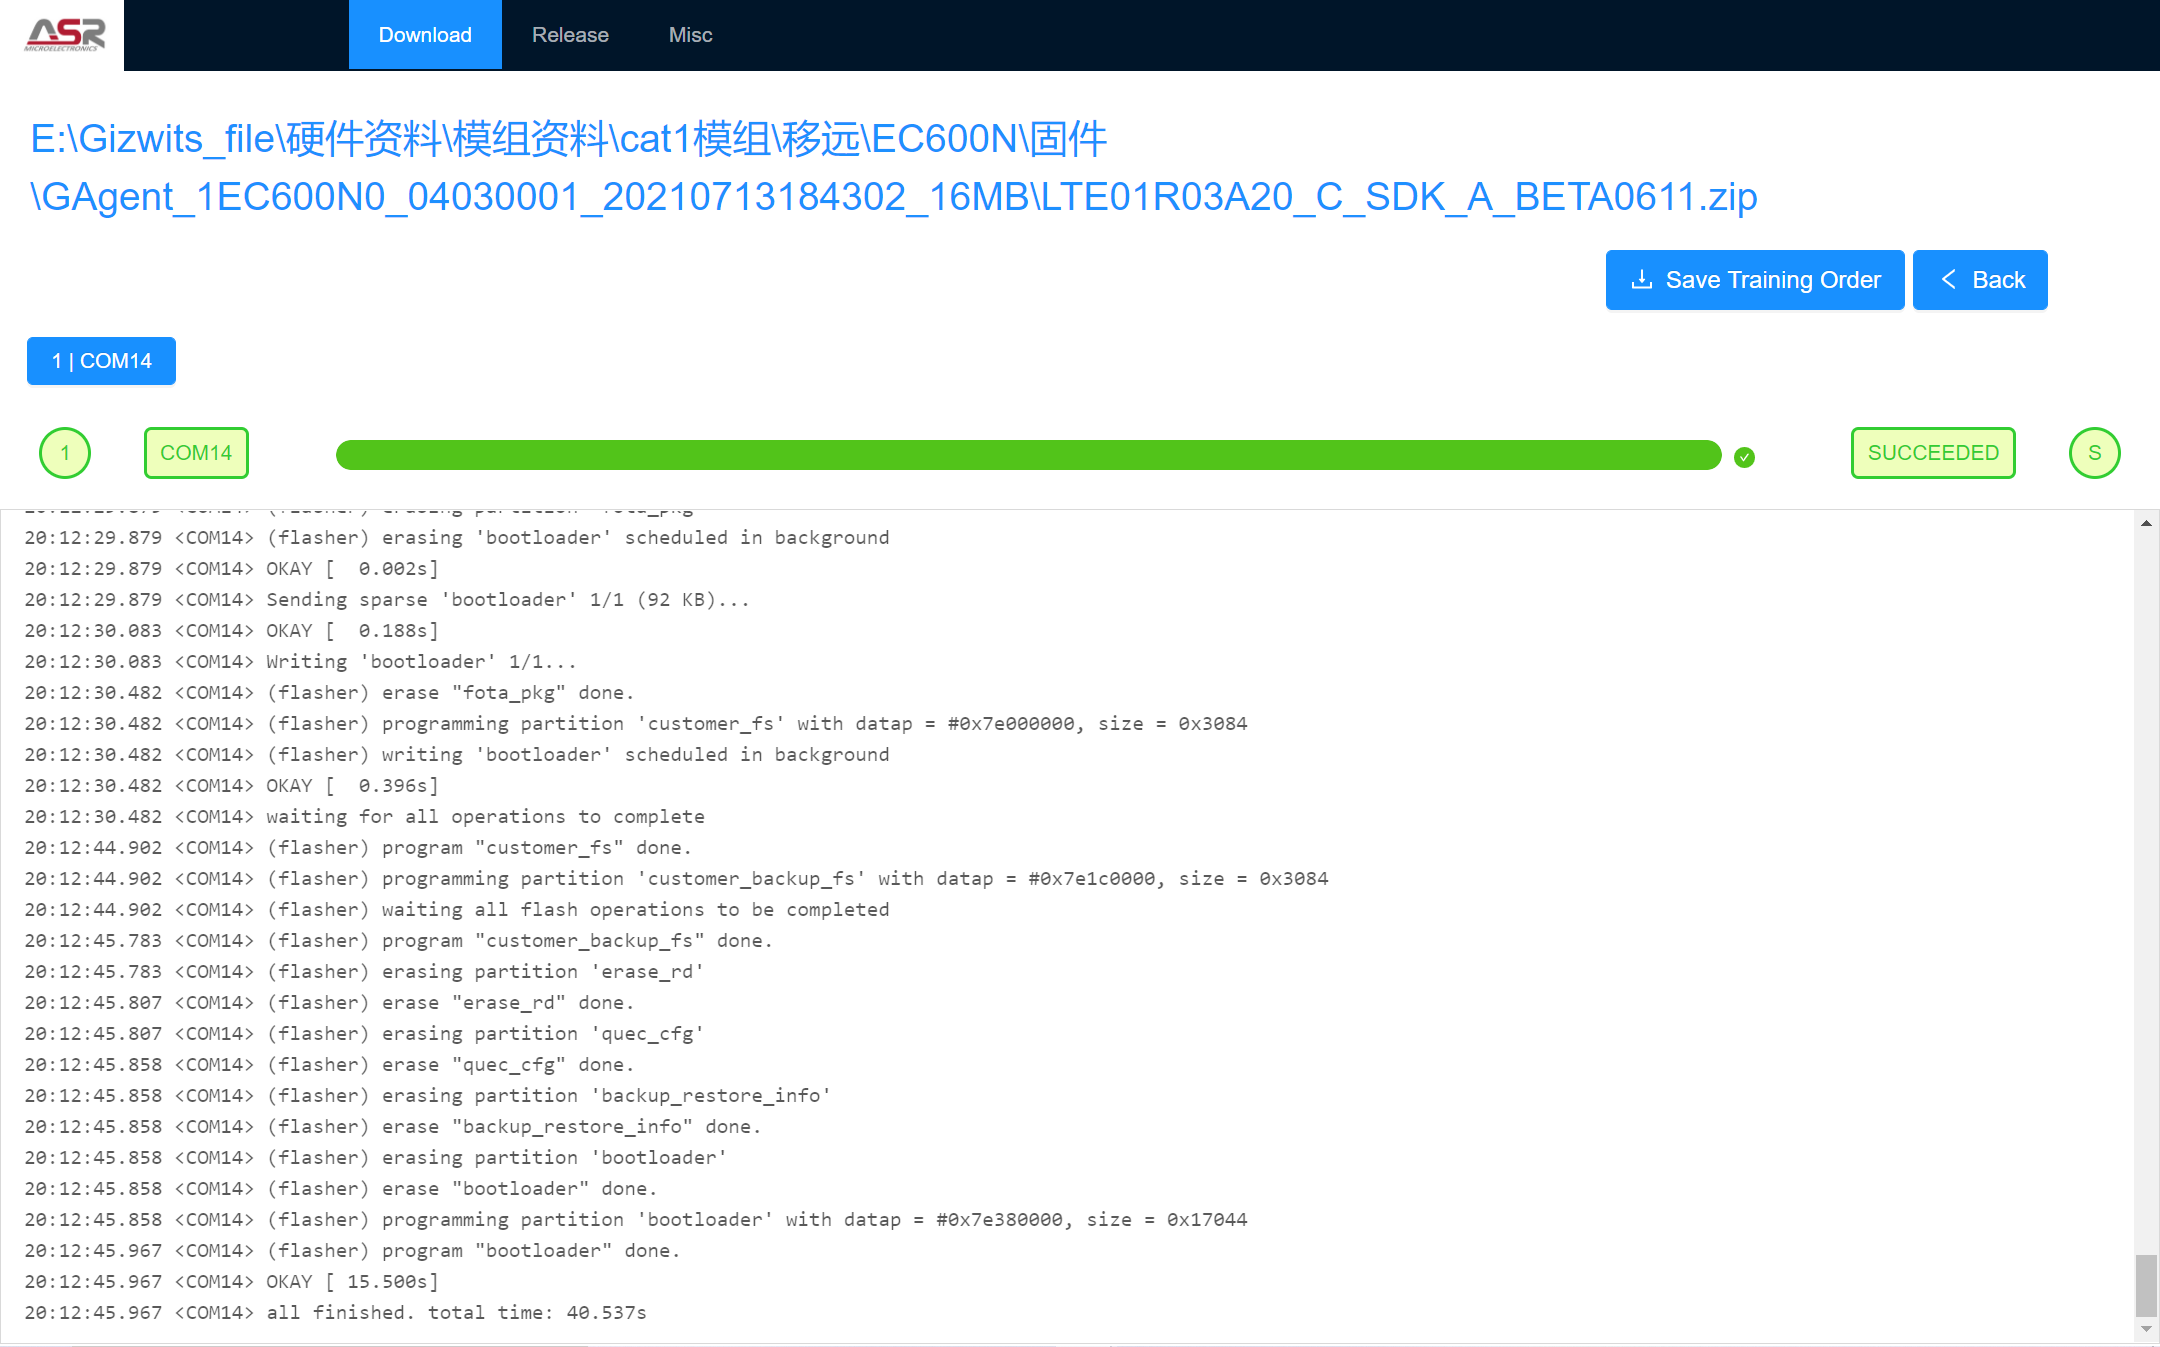 ASR
MICROELECTRONICS
Download
Release
Misc
E:\Gizwits_file\硬件资料\模组资料\cat1模组\移远\EC600N\固件
\GAgent_1EC600N0_04030001_20210713184302_16MB\LTE01R03A20_C_SDK_A_BETA0611.zip
Save Training Order
Back
1 | COM14
1
COM14
SUCCEEDED
S
20:12:29.879 <COM14> (flasher) erasing partition 'fota_pkg'
20:12:29.879 <COM14> (flasher) erasing 'bootloader' scheduled in background
20:12:29.879 <COM14> OKAY [  0.002s]
20:12:29.879 <COM14> Sending sparse 'bootloader' 1/1 (92 KB)...
20:12:30.083 <COM14> OKAY [  0.188s]
20:12:30.083 <COM14> Writing 'bootloader' 1/1...
20:12:30.482 <COM14> (flasher) erase "fota_pkg" done.
20:12:30.482 <COM14> (flasher) programming partition 'customer_fs' with datap = #0x7e000000, size = 0x3084
20:12:30.482 <COM14> (flasher) writing 'bootloader' scheduled in background
20:12:30.482 <COM14> OKAY [  0.396s]
20:12:30.482 <COM14> waiting for all operations to complete
20:12:44.902 <COM14> (flasher) program "customer_fs" done.
20:12:44.902 <COM14> (flasher) programming partition 'customer_backup_fs' with datap = #0x7e1c0000, size = 0x3084
20:12:44.902 <COM14> (flasher) waiting all flash operations to be completed
20:12:45.783 <COM14> (flasher) program "customer_backup_fs" done.
20:12:45.783 <COM14> (flasher) erasing partition 'erase_rd'
20:12:45.807 <COM14> (flasher) erase "erase_rd" done.
20:12:45.807 <COM14> (flasher) erasing partition 'quec_cfg'
20:12:45.858 <COM14> (flasher) erase "quec_cfg" done.
20:12:45.858 <COM14> (flasher) erasing partition 'backup_restore_info'
20:12:45.858 <COM14> (flasher) erase "backup_restore_info" done.
20:12:45.858 <COM14> (flasher) erasing partition 'bootloader'
20:12:45.858 <COM14> (flasher) erase "bootloader" done.
20:12:45.858 <COM14> (flasher) programming partition 'bootloader' with datap = #0x7e380000, size = 0x17044
20:12:45.967 <COM14> (flasher) program "bootloader" done.
20:12:45.967 <COM14> OKAY [ 15.500s]
20:12:45.967 <COM14> all finished. total time: 40.537s